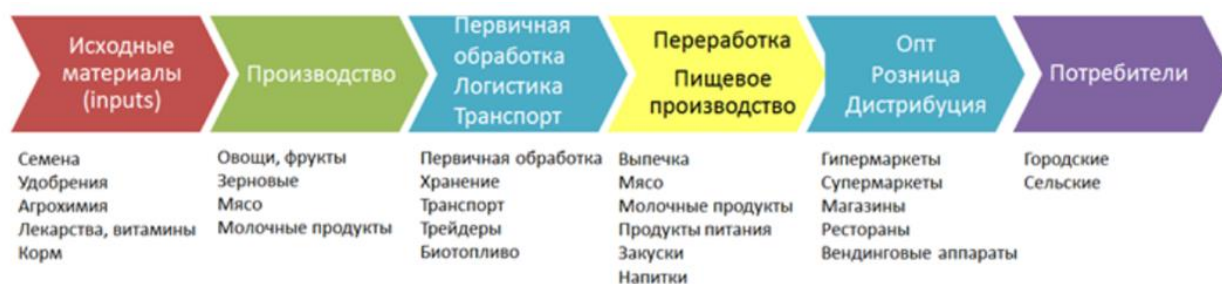 Исходные
материалы
(inputs)
Производство
Первичная
обработка
Логистика
Транспорт
Переработка
Пищевое
производство
Опт
Розница
Дистрибуция
Потребители
Семена
Удобрения
Агрохимия
Лекарства, витамины
Корм
Овощи, фрукты
Зерновые
Мясо
Молочные продукты
Первичная обработка
Хранение
Транспорт
Трейдеры
Биотопливо
Выпечка
Мясо
Молочные продукты
Продукты питания
Закуски
Напитки
Гипермаркеты
Супермаркеты
Магазины
Рестораны
Вендинговые аппараты
Городские
Сельские